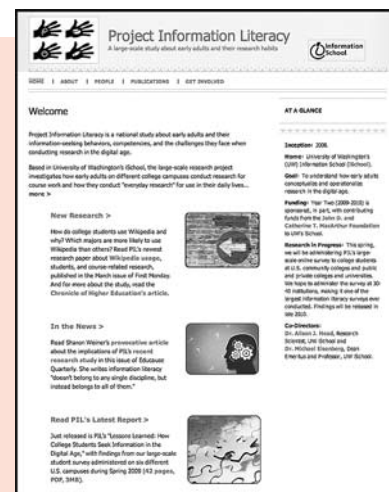 Project Information Literacy
A large-scale study about early adults and their research habits
Information
School
HOME | ABOUT | PEOPLE | PUBLICATIONS | GET INVOLVED
Welcome
Project Information Literacy is a national study about early adults and their
information-seeking behaviors, competencies, and the challenges they face when
conducting research in the digital age.
Based in University of Washington's iSchool, the large-scale research project
investigates how early adults on different college campuses conduct research for
course work and how they conduct "everyday research" for use in their daily lives...
more >
New Research >
How do college students use Wikipedia and
why? Which majors are more likely to use
Wikipedia than others? Read PIL's newest
research paper about Wikipedia usage,
students, and course-related research,
published in the March issue of First Monday.
And for more about the study, read the
Chronicle of Higher Education's article.
In the News >
Read Sharon Weiner's provocative article
about the implications of PIL's recent
research study in this issue of Educause
Quarterly. She writes information literacy
"doesn't belong to any single discipline, but
instead belongs to all of them."
Read PIL's Latest Report >
Just released is PIL's "Lessons Learned: How
College Students Seek Information in the
Digital Age," with findings from our large-scale
student survey administered on six different
U.S. campuses during Spring 2009 (42 pages,
PDF, 3MB).
AT A GLANCE
Inception: 2008.
Home: University of Washington's
(UW) Information School (iSchool).
Goal: To understand how early adults
conceptualize and operationalize
research in the digital age.
Funding: Year Two (2009-2010) is
sponsored, in part, with contributing
funds from the John D. and
Catherine T. MacArthur Foundation
to UW's iSchool.
Research in Progress: This spring,
we will be administering PIL's large-
scale online survey to college students
at U.S. community colleges and public
and private colleges and universities.
We hope to administer the survey at 30-
40 institutions, making it one of the
largest information literacy surveys ever
conducted. Findings will be released in
late 2010.
Co-Directors:
Dr. Alison J. Head, Research
Scientist, UW iSchool and
Dr. Michael Eisenberg, Dean
Emeritus and Professor, UW iSchool.